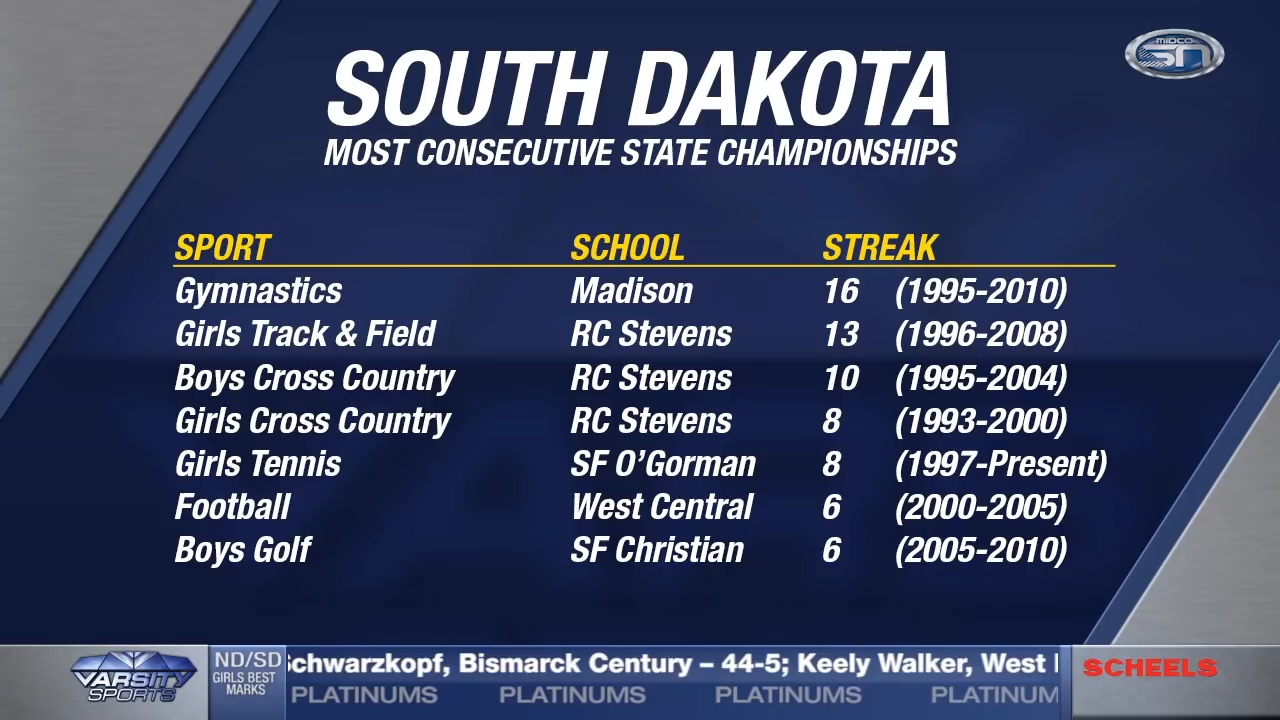 MIDCO
SN
SOUTH DAKOTA
MOST CONSECUTIVE STATE CHAMPIONSHIPS
SPORT SCHOOL STREAK
Gymnastics Madison 16 (1995-2010)
Girls Track & Field RC Stevens 13 (1996-2008)
Boys Cross Country RC Stevens 10 (1995-2004)
Girls Cross Country RC Stevens 8 (1993-2000)
Girls Tennis SF O'Gorman 8 (1997-Present)
Football West Central 6 (2000-2005)
Boys Golf SF Christian 6 (2005-2010)
VARSITY
SPORTS
ND/SD
GIRLS BEST
MARKS
Schwarzkopf, Bismarck Century – 44-5; Keely Walker, West
PLATINUMS PLATINUMS PLATINUMS PLATINUM
SCHEELS